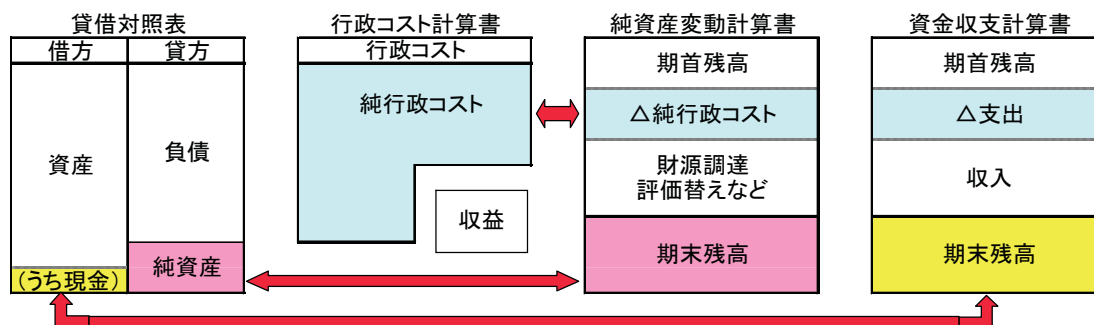 貸借対照表
借方
貸方
資産
(うち現金)
負債
純資産
行政コスト計算書
行政コスト
純行政コスト
収益
純資産変動計算書
期首残高
△純行政コスト
財源調達
評価替えなど
期末残高
資金収支計算書
期首残高
△支出
収入
期末残高